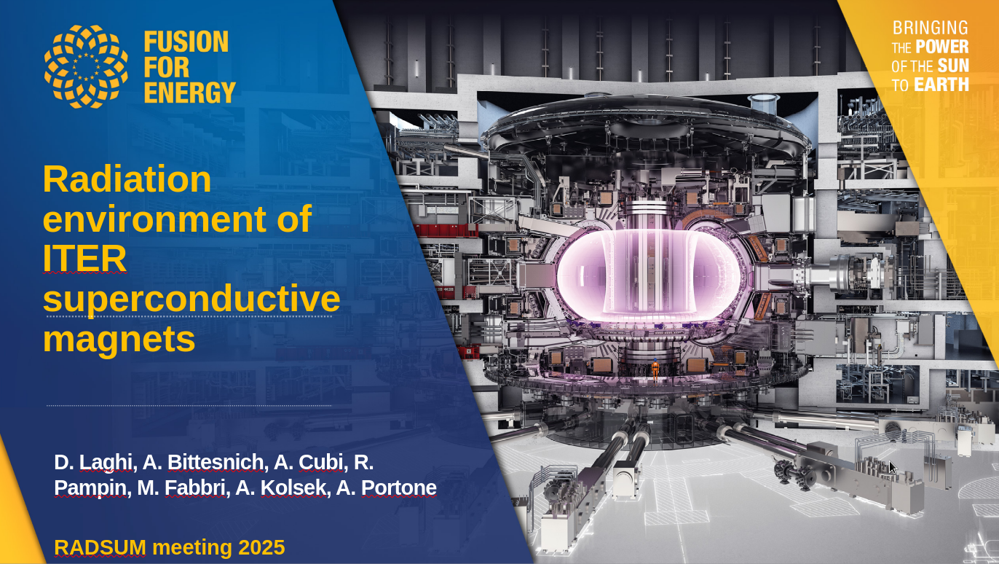 FUSION
FOR
ENERGY
BRINGING
THE POWER
OF THE SUN
TO EARTH
Radiation
environment of
ITER
superconductive
magnets
D. Laghi, A. Bittesnich, A. Cubi, R.
Pampin, M. Fabbri, A. Kolsek, A. Portone
RADSUM meeting 2025